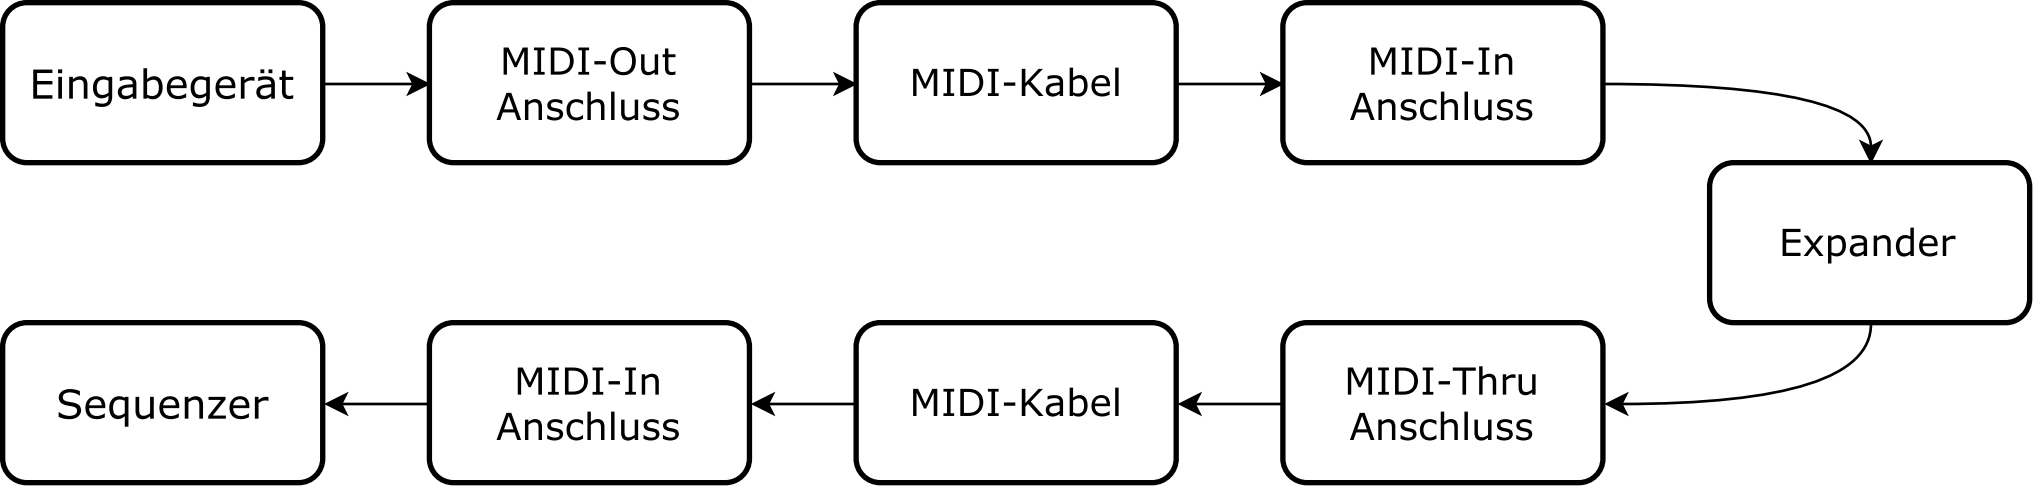 Eingabegerät
MIDI-Out
Anschluss
MIDI-Kabel
MIDI-In
Anschluss
Expander
MIDI-Thru
Anschluss
MIDI-Kabel
MIDI-In
Anschluss
Sequenzer